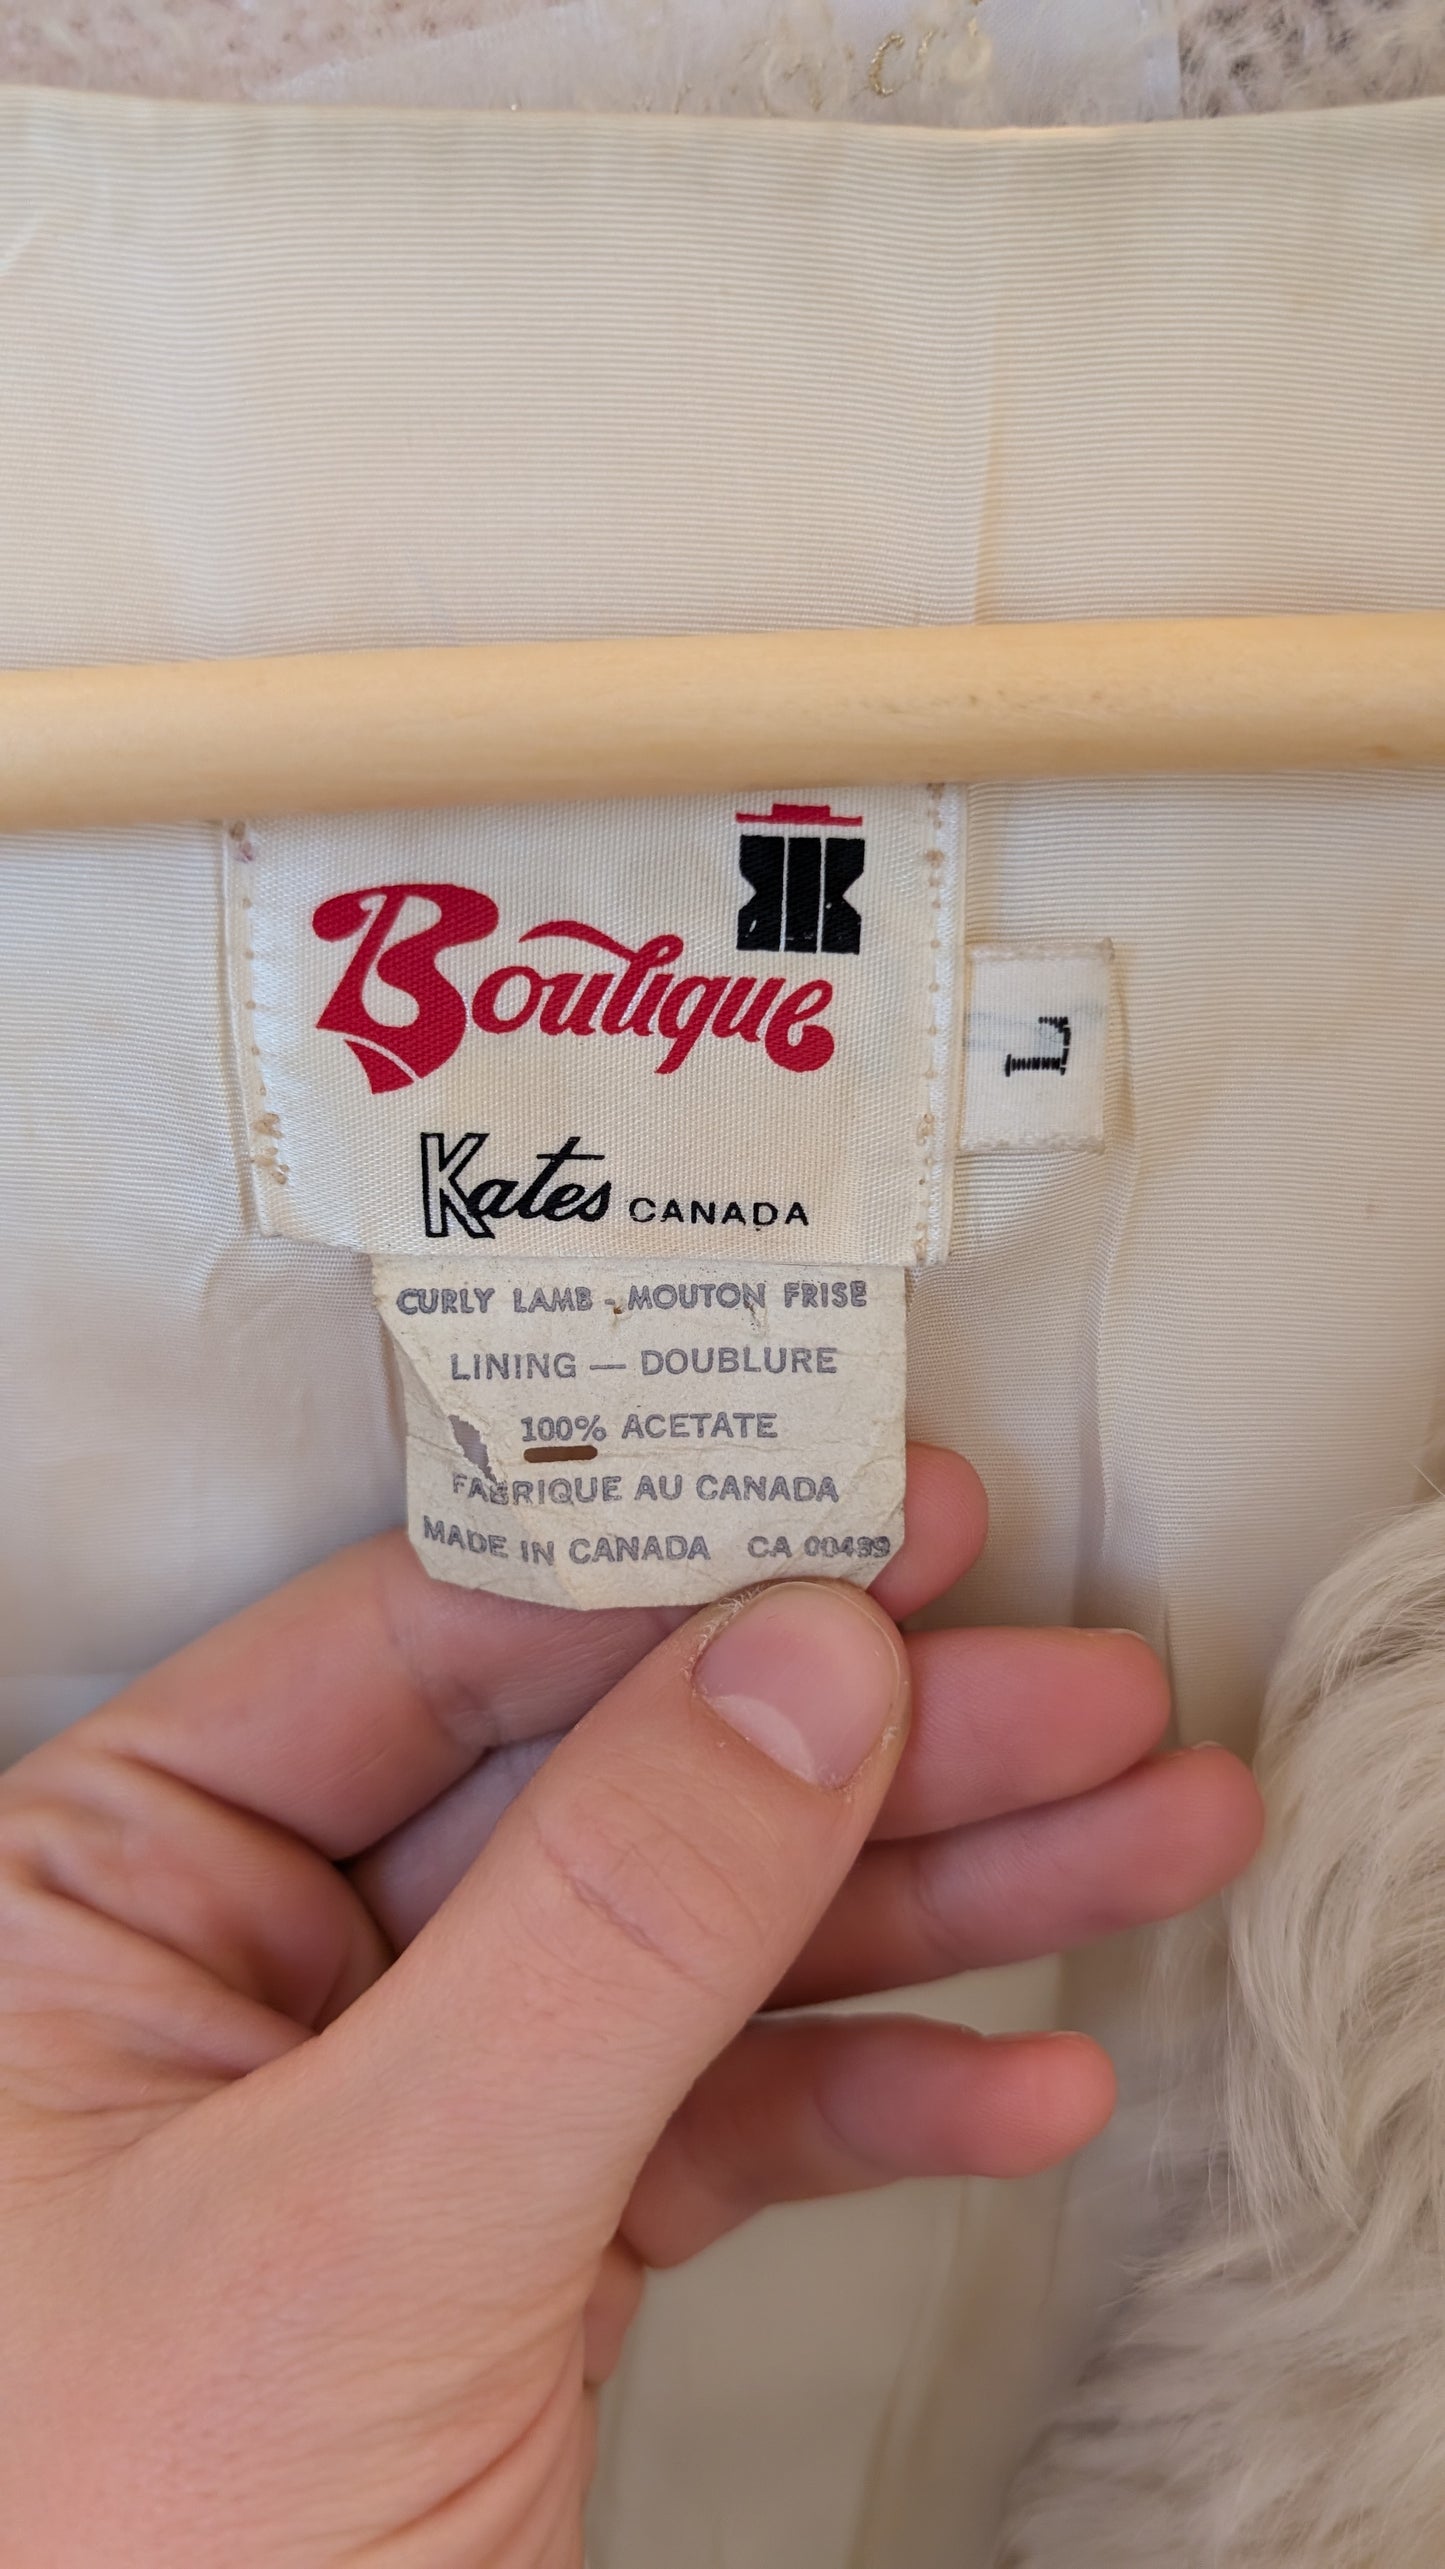 Boutique
Kates CANADA
L
CURLY LAMB - MOUTON FRISE
LINING — DOUBLURE
100% ACETATE
FABRIQUE AU CANADA
MADE IN CANADA CA 00499